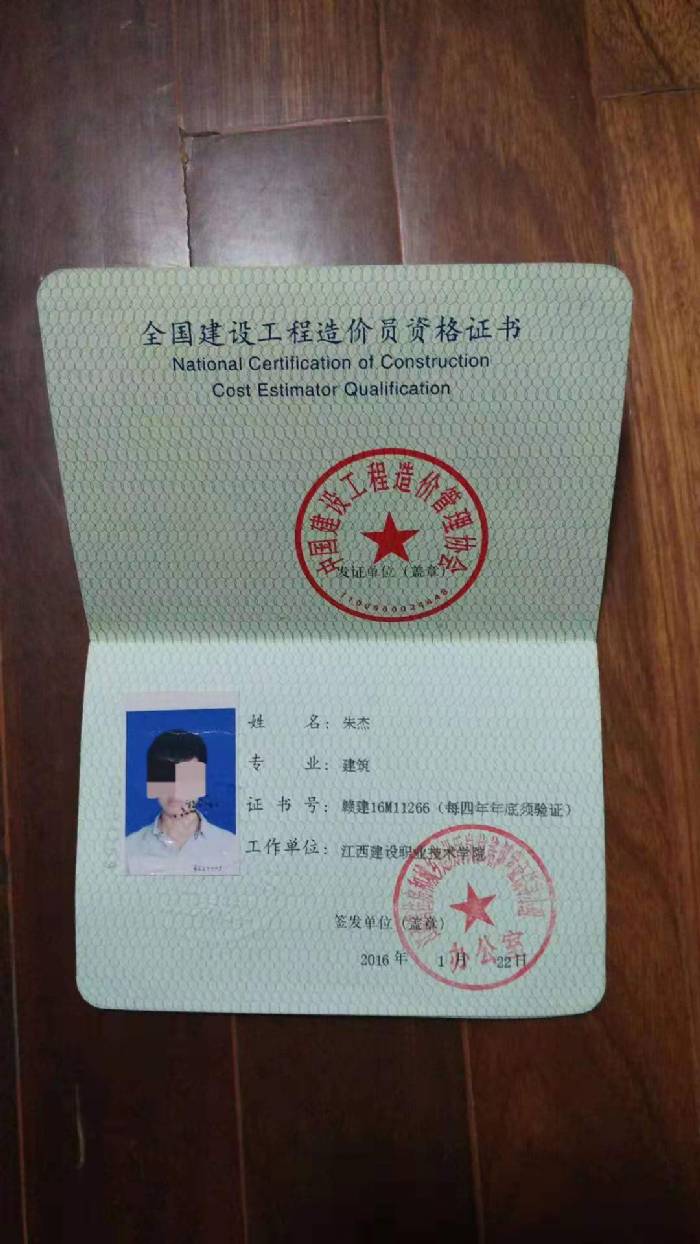 全国建设工程造价员资格证书
National Certification of Construction
Cost Estimator Qualification
中国建设工程造价管理协会
发证单位（盖章）
姓 名：朱杰
专 业：建筑
证 书 号：赣建16M11266（每四年年底须验证）
工作单位：江西建设职业技术学院
签发单位（盖章）
办公室
2016 年 1 月 22日